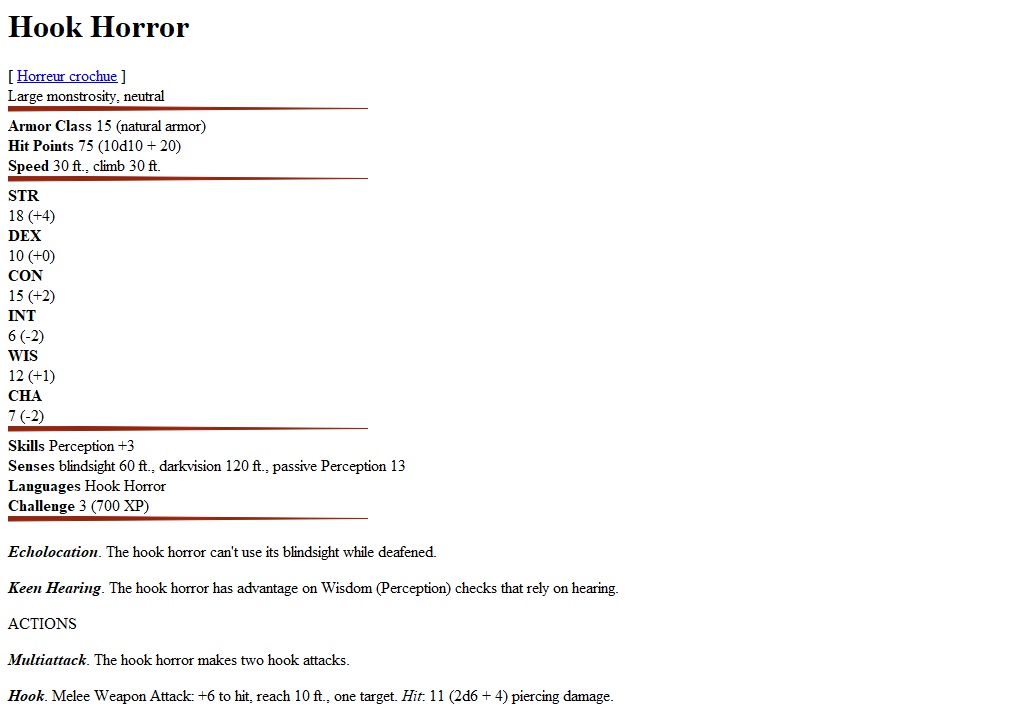 Hook Horror
[ Horreur crochue ]
Large monstrosity, neutral
Armor Class 15 (natural armor)
Hit Points 75 (10d10 + 20)
Speed 30 ft., climb 30 ft.
STR
18 (+4)
DEX
10 (+0)
CON
15 (+2)
INT
6 (-2)
WIS
12 (+1)
CHA
7 (-2)
Skills Perception +3
Senses blindsight 60 ft., darkvision 120 ft., passive Perception 13
Languages Hook Horror
Challenge 3 (700 XP)
Echolocation. The hook horror can't use its blindsight while deafened.
Keen Hearing. The hook horror has advantage on Wisdom (Perception) checks that rely on hearing.
ACTIONS
Multiattack. The hook horror makes two hook attacks.
Hook. Melee Weapon Attack: +6 to hit, reach 10 ft., one target. Hit: 11 (2d6 + 4) piercing damage.